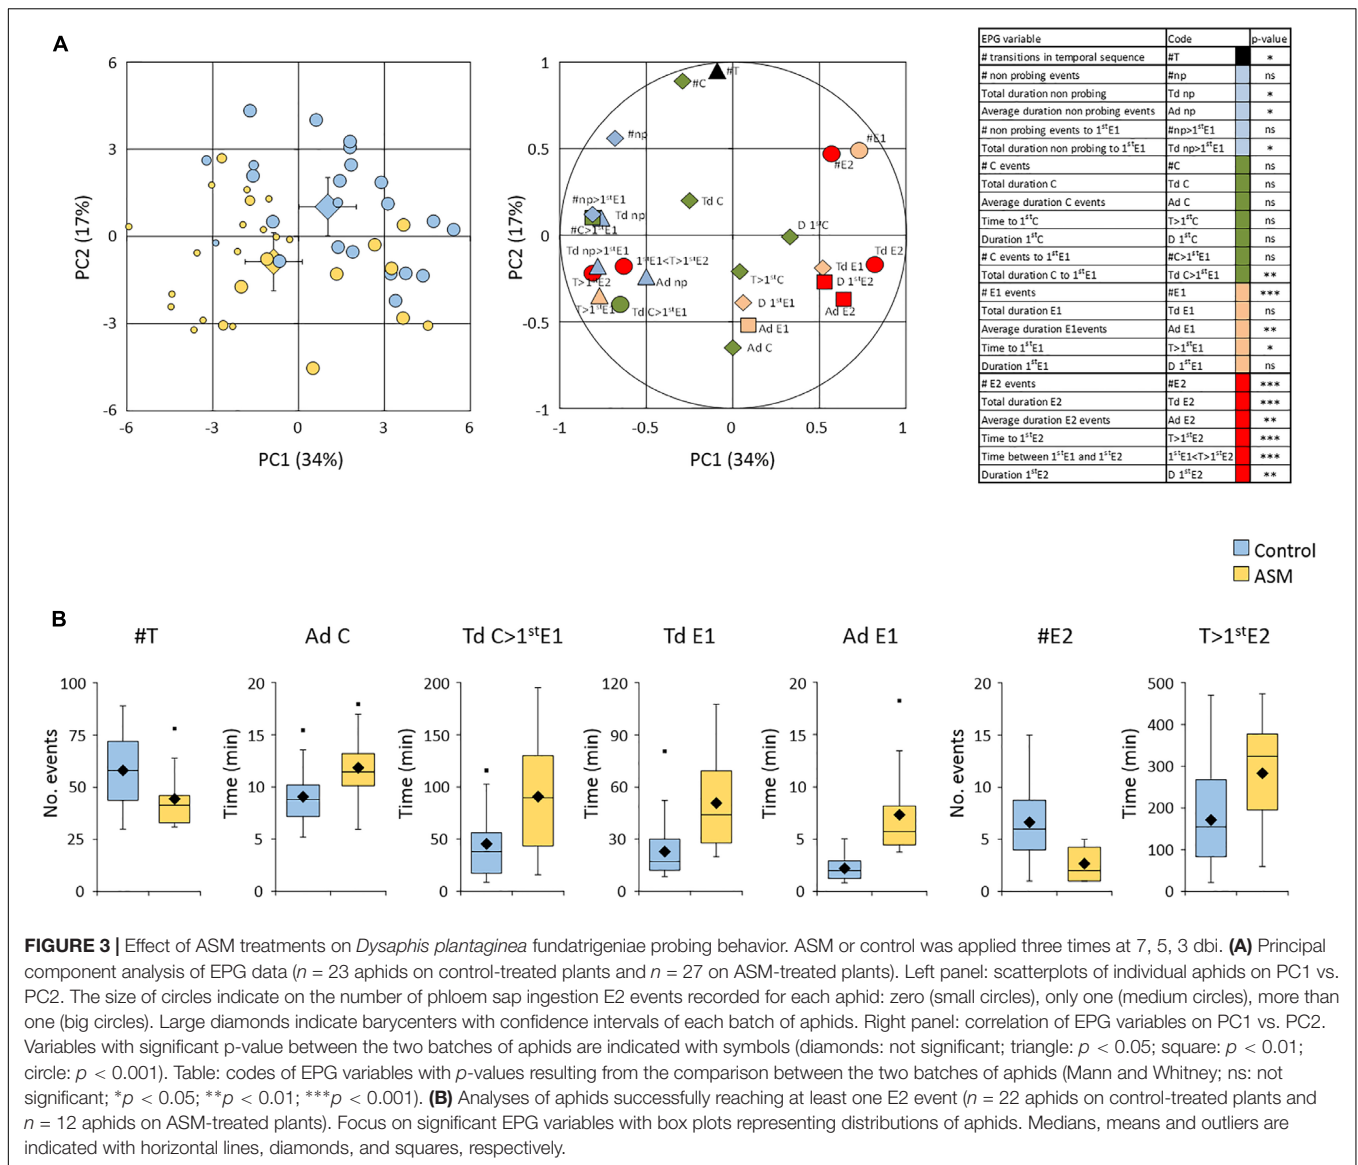 A
6
3
0
-3
-6
-6
-3
0
3
6
PC2 (17%)
PC1 (34%)
1
0.5
0
-0.5
-1
-1
-0.5
0
0.5
1
PC2 (17%)
PC1 (34%)
#T
#C
#np
#E1
#E2
Td C
#np>1stE1
Td np
#C>1stE1
D 1stC
Td np>1stE1
1stE1<T>1stE2
T>1stE2
Ad np
T>1stC
Td E1
Td E2
D 1stE2
T>1stE1
Td C>1stE1
D 1stE1
Ad E2
Ad E1
Ad C
EPG variable Code p-value
# transitions in temporal sequence #T *
# non probing events #np ns
Total duration non probing Td np *
Average duration non probing events Ad np *
# non probing events to 1stE1 #np>1stE1 ns
Total duration non probing to 1stE1 Td np>1stE1 *
# C events #C ns
Total duration C Td C ns
Average duration C events Ad C ns
Time to 1stC T>1stC ns
Duration 1stC D 1stC ns
# C events to 1stE1 #C>1stE1 ns
Total duration C to 1stE1 Td C>1stE1 **
# E1 events #E1 ***
Total duration E1 Td E1 ns
Average duration E1events Ad E1 **
Time to 1stE1 T>1stE1 *
Duration 1stE1 D 1stE1 ns
# E2 events #E2 ***
Total duration E2 Td E2 ***
Average duration E2 events Ad E2 **
Time to 1stE2 T>1stE2 ***
Time between 1stE1 and 1stE2 1stE1<T>1stE2 ***
Duration 1stE2 D 1stE2 **
Control
ASM
B
#T Ad C Td C>1stE1 Td E1 Ad E1 #E2 T>1stE2
No. events
100
75
50
25
0
Time (min)
20
15
10
5
0
Time (min)
200
150
100
50
0
Time (min)
120
90
60
30
0
Time (min)
20
15
10
5
0
No. events
20
15
10
5
0
Time (min)
500
400
300
200
100
0
FIGURE 3 | Effect of ASM treatments on Dysaphis plantaginea fundatrigeniae probing behavior. ASM or control was applied three times at 7, 5, 3 dbi. (A) Principal
component analysis of EPG data (n = 23 aphids on control-treated plants and n = 27 on ASM-treated plants). Left panel: scatterplots of individual aphids on PC1 vs.
PC2. The size of circles indicate on the number of phloem sap ingestion E2 events recorded for each aphid: zero (small circles), only one (medium circles), more than
one (big circles). Large diamonds indicate barycenters with confidence intervals of each batch of aphids. Right panel: correlation of EPG variables on PC1 vs. PC2.
Variables with significant p-value between the two batches of aphids are indicated with symbols (diamonds: not significant; triangle: p < 0.05; square: p < 0.01;
circle: p < 0.001). Table: codes of EPG variables with p-values resulting from the comparison between the two batches of aphids (Mann and Whitney; ns: not
significant; *p < 0.05; **p < 0.01; ***p < 0.001). (B) Analyses of aphids successfully reaching at least one E2 event (n = 22 aphids on control-treated plants and
n = 12 aphids on ASM-treated plants). Focus on significant EPG variables with box plots representing distributions of aphids. Medians, means and outliers are
indicated with horizontal lines, diamonds, and squares, respectively.